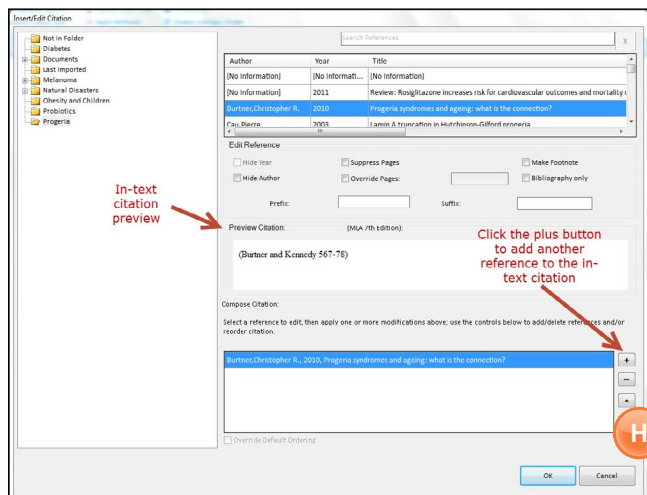 Insert/Edit Citation
Not In Folder
Diabetes
Documents
Last Imported
Melanoma
Natural Disasters
Obesity and Children
Probiotics
Progeria
Search References
X
Author Year Title
[No Information] [No Informati... [No Information]
[No Information] 2011 Review: Rosiglitazone increases risk for cardiovascular outcomes and mortality
Burtner,Christopher R. 2010 Progeria syndromes and ageing: what is the connection?
Cau,Pierre 2003 Lamin A truncation in Hutchinson-Gilford progeria
Edit Reference
Hide Year Suppress Pages Make Footnote
Hide Author Override Pages: Bibliography only
Prefix: Suffix:
In-text
citation
preview
Preview Citation: (MLA 7th Edition):
(Burtner and Kennedy 567-78)
Click the plus button
to add another
reference to the in-
text citation
Compose Citation:
Select a reference to edit, then apply one or more modifications above; use the controls below to add/delete references and/or
reorder citation.
Burtner,Christopher R., 2010, Progeria syndromes and ageing: what is the connection?
+
−
Override Default Ordering
H
OK Cancel